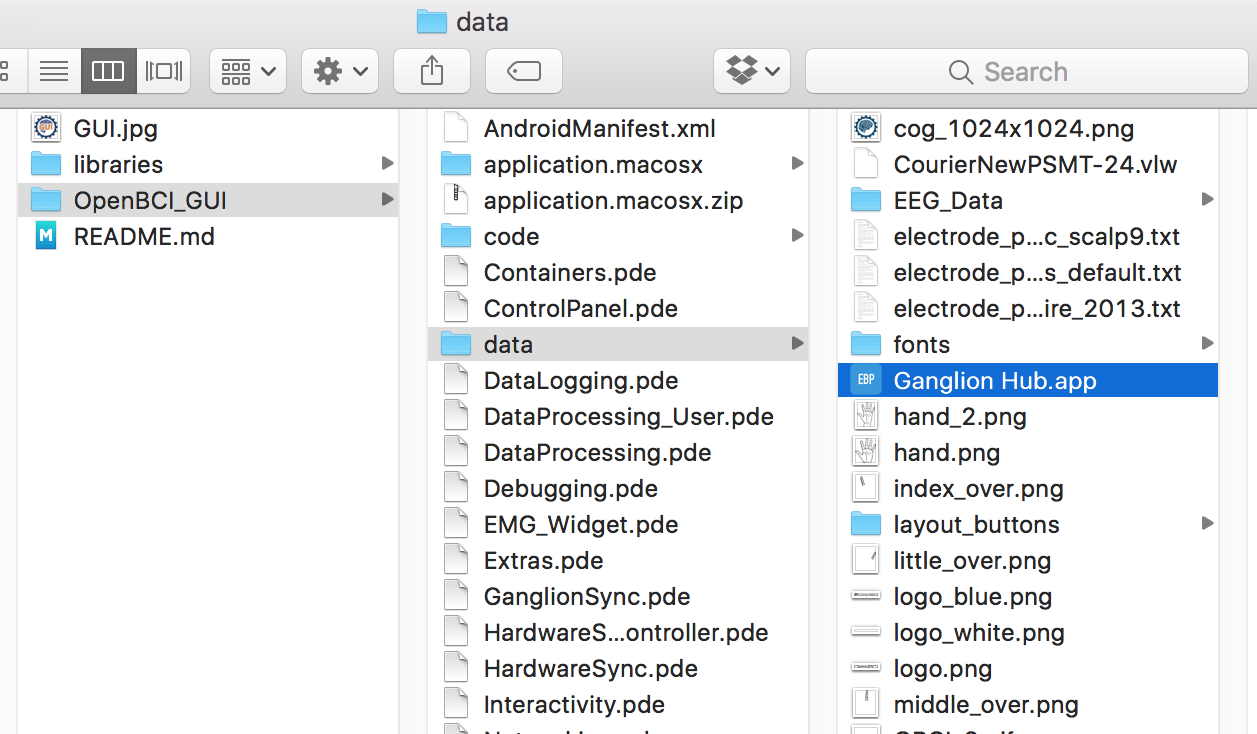 data
Search
GUI.jpg
libraries
OpenBCI_GUI
README.md
AndroidManifest.xml
application.macosx
application.macosx.zip
code
Containers.pde
ControlPanel.pde
data
DataLogging.pde
DataProcessing_User.pde
DataProcessing.pde
Debugging.pde
EMG_Widget.pde
Extras.pde
GanglionSync.pde
HardwareS...ontroller.pde
HardwareSync.pde
Interactivity.pde
cog_1024x1024.png
CourierNewPSMT-24.vlw
EEG_Data
electrode_p...c_scalp9.txt
electrode_p...s_default.txt
electrode_p...ire_2013.txt
fonts
EBP
Ganglion Hub.app
hand_2.png
hand.png
index_over.png
layout_buttons
little_over.png
logo_blue.png
logo_white.png
logo.png
middle_over.png